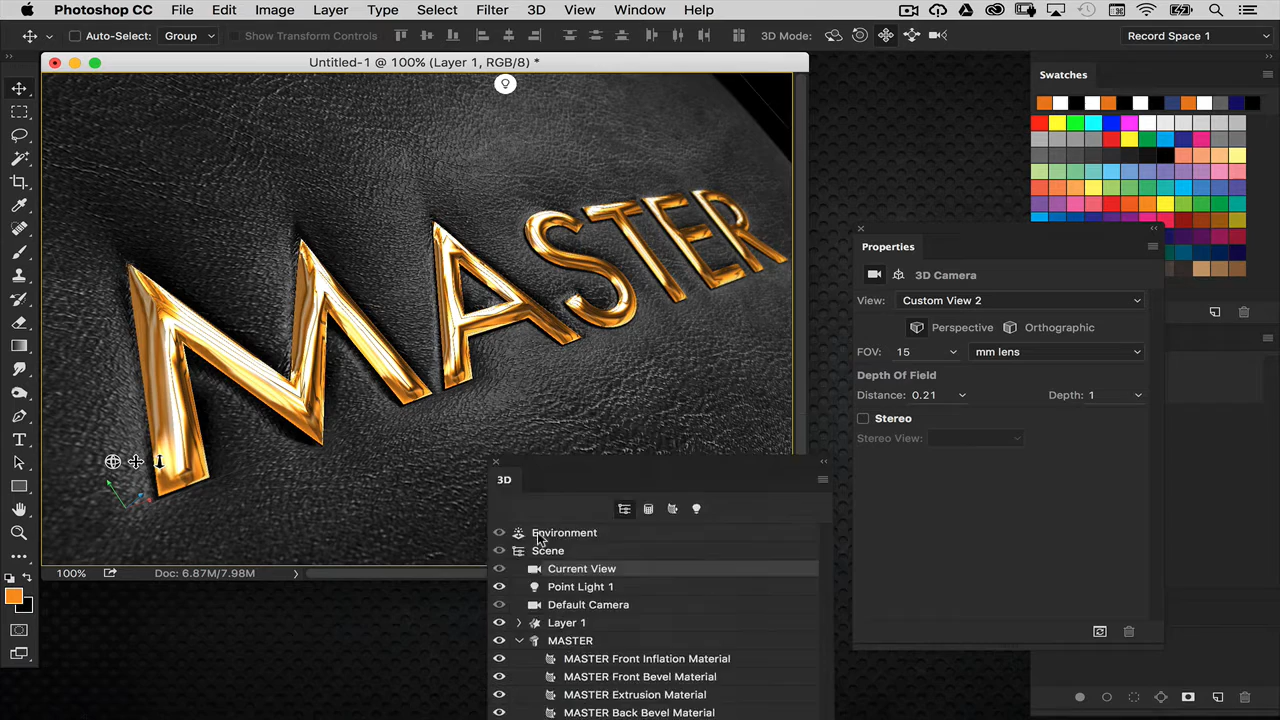 Photoshop CC File Edit Image Layer Type Select Filter 3D View Window Help
Auto-Select: Group Show Transform Controls 3D Mode: Record Space 1
Untitled-1 @ 100% (Layer 1, RGB/8) *
Swatches
MASTER
Properties
3D Camera
View: Custom View 2
Perspective Orthographic
FOV: 15 mm lens
Depth Of Field
Distance: 0.21 Depth: 1
Stereo
Stereo View:
100% Doc: 6.87M/7.98M
3D
Environment
Scene
Current View
Point Light 1
Default Camera
Layer 1
MASTER
MASTER Front Inflation Material
MASTER Front Bevel Material
MASTER Extrusion Material
MASTER Back Bevel Material